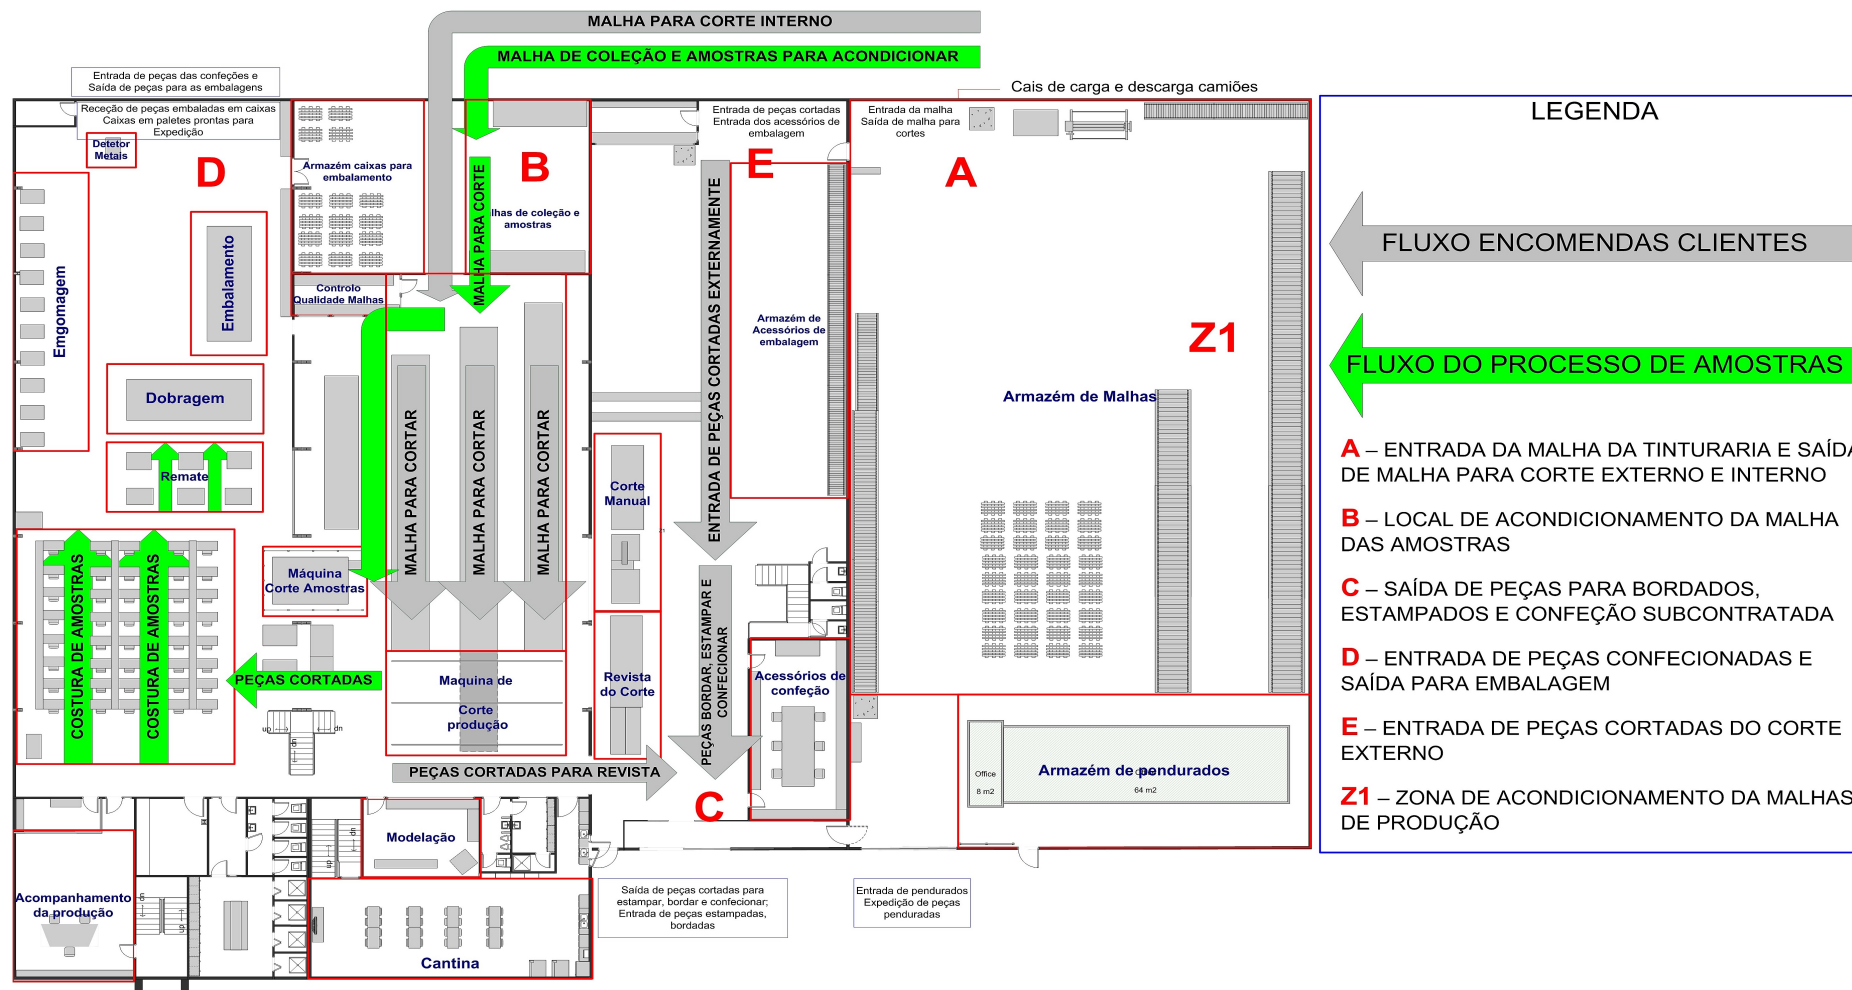 MALHA PARA CORTE INTERNO
MALHA DE COLEÇÃO E AMOSTRAS PARA ACONDICIONAR
Entrada de peças das confeções e
Saída de peças para as embalagens
Receção de peças embaladas em caixas
Caixas em paletes prontas para
Expedição
Detetor
Metais
D
Armazém caixas para
embalamento
B
lhas de coleção e
amostras
MALHA PARA CORTE
Entrada de peças cortadas
Entrada dos acessórios de
embalagem
E
Entrada da malha
Saída de malha para
cortes
A
Cais de carga e descarga camiões
Emgomagem
Embalamento
Controlo
Qualidade Malhas
ENTRADA DE PEÇAS CORTADAS EXTERNAMENTE
Armazém de
Acessórios de
embalagem
Z1
Armazém de Malhas
Dobragem
Remate
MALHA PARA CORTAR
MALHA PARA CORTAR
MALHA PARA CORTAR
Corte
Manual
Z1
COSTURA DE AMOSTRAS
COSTURA DE AMOSTRAS
Máquina
Corte Amostras
PEÇAS CORTADAS
Maquina de
Corte
produção
Revista
do Corte
PEÇAS BORDAR, ESTAMPAR E
CONFECIONAR
Acessórios de
confeção
up
dn
dn
PEÇAS CORTADAS PARA REVISTA
C
Office
8 m2
Armazém de pendurados
64 m2
Modelação
dn
up
Acompanhamento
da produção
dn
up
Cantina
Saída de peças cortadas para
estampar, bordar e confecionar;
Entrada de peças estampadas,
bordadas
Entrada de pendurados
Expedição de peças
penduradas
LEGENDA
FLUXO ENCOMENDAS CLIENTES
FLUXO DO PROCESSO DE AMOSTRAS
A – ENTRADA DA MALHA DA TINTURARIA E SAÍDA
DE MALHA PARA CORTE EXTERNO E INTERNO
B – LOCAL DE ACONDICIONAMENTO DA MALHA
DAS AMOSTRAS
C – SAÍDA DE PEÇAS PARA BORDADOS,
ESTAMPADOS E CONFEÇÃO SUBCONTRATADA
D – ENTRADA DE PEÇAS CONFECIONADAS E
SAÍDA PARA EMBALAGEM
E – ENTRADA DE PEÇAS CORTADAS DO CORTE
EXTERNO
Z1 – ZONA DE ACONDICIONAMENTO DA MALHAS
DE PRODUÇÃO